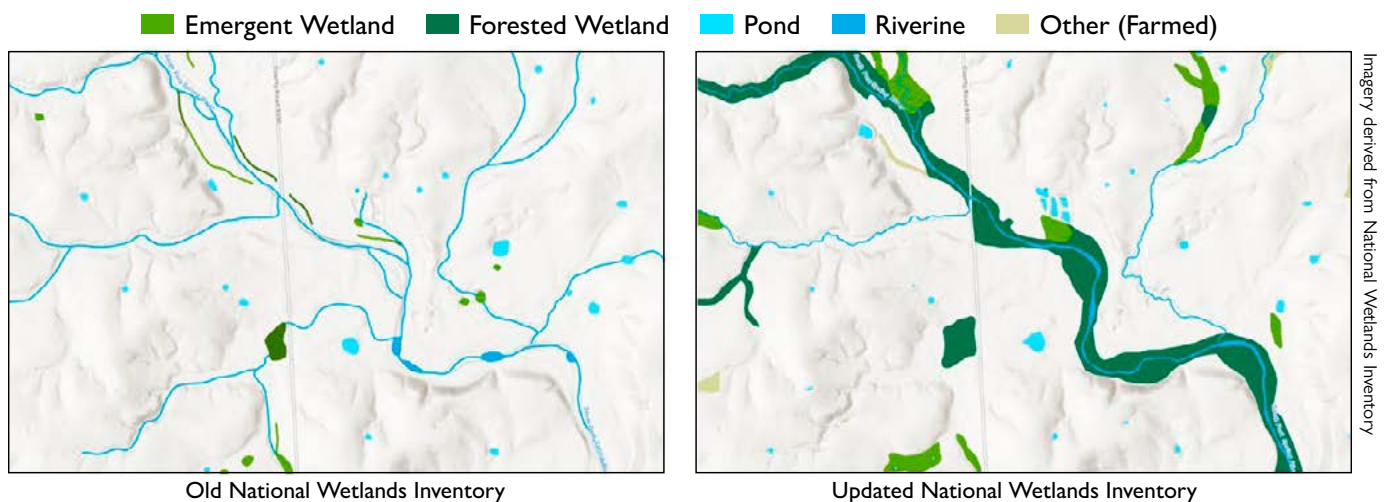 Emergent Wetland Forested Wetland Pond Riverine Other (Farmed)
Imagery derived from National Wetlands Inventory
Old National Wetlands Inventory
Updated National Wetlands Inventory